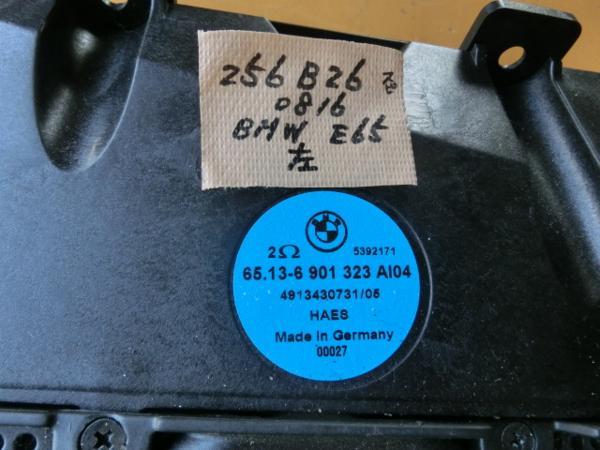 256 B26
0816
BMW E65
左
2Ω 5392171
65.13-6 901 323 AI04
4913430731/05
HAES
Made in Germany
00027